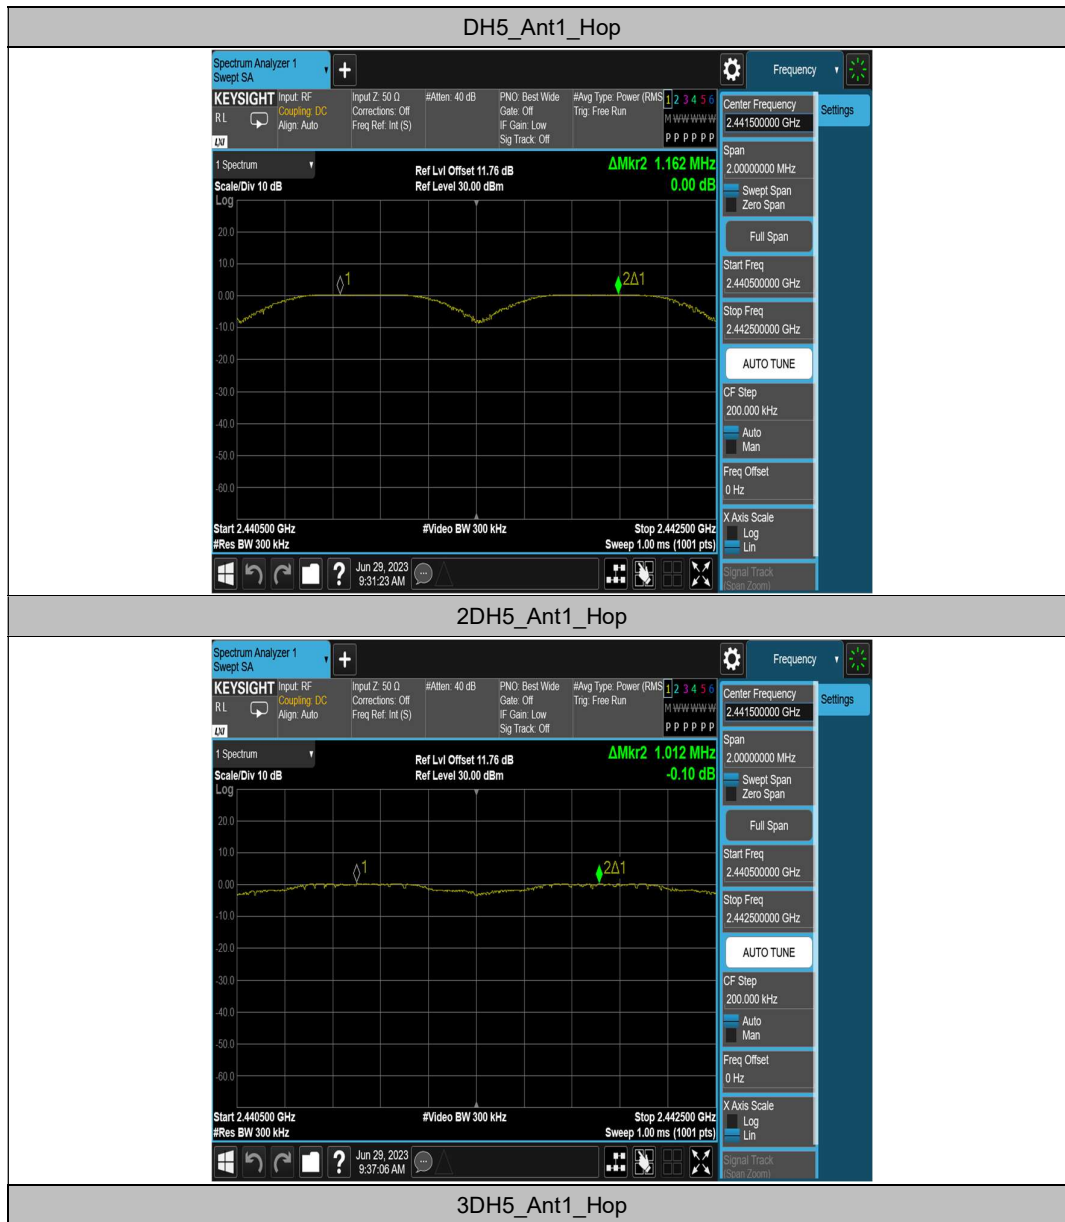 DH5_Ant1_Hop
Spectrum Analyzer 1
Swept SA
+
Frequency
KEYSIGHT
RL
LXI
Input: RF
Coupling: DC
Align: Auto
Input Z: 50 Ω
Corrections: Off
Freq Ref: Int (S)
#Atten: 40 dB
PNO: Best Wide
Gate: Off
IF Gain: Low
Sig Track: Off
#Avg Type: Power (RMS
Trig: Free Run
1 2 3 4 5 6
M W W W W W
P P P P P P
1 Spectrum
Scale/Div 10 dB
Ref Lvl Offset 11.76 dB
Ref Level 30.00 dBm
ΔMkr2 1.162 MHz
0.00 dB
Log
20.0
10.0
0.00
-10.0
-20.0
-30.0
-40.0
-50.0
-60.0
1
2Δ1
Start 2.440500 GHz
#Res BW 300 kHz
#Video BW 300 kHz
Stop 2.442500 GHz
Sweep 1.00 ms (1001 pts)
?
Jun 29, 2023
9:31:23 AM
Center Frequency
2.441500000 GHz
Settings
Span
2.00000000 MHz
Swept Span
Zero Span
Full Span
Start Freq
2.440500000 GHz
Stop Freq
2.442500000 GHz
AUTO TUNE
CF Step
200.000 kHz
Auto
Man
Freq Offset
0 Hz
X Axis Scale
Log
Lin
Signal Track
(Span Zoom)
2DH5_Ant1_Hop
Spectrum Analyzer 1
Swept SA
+
Frequency
KEYSIGHT
RL
LXI
Input: RF
Coupling: DC
Align: Auto
Input Z: 50 Ω
Corrections: Off
Freq Ref: Int (S)
#Atten: 40 dB
PNO: Best Wide
Gate: Off
IF Gain: Low
Sig Track: Off
#Avg Type: Power (RMS
Trig: Free Run
1 2 3 4 5 6
M W W W W W
P P P P P P
1 Spectrum
Scale/Div 10 dB
Ref Lvl Offset 11.76 dB
Ref Level 30.00 dBm
ΔMkr2 1.012 MHz
-0.10 dB
Log
20.0
10.0
0.00
-10.0
-20.0
-30.0
-40.0
-50.0
-60.0
1
2Δ1
Start 2.440500 GHz
#Res BW 300 kHz
#Video BW 300 kHz
Stop 2.442500 GHz
Sweep 1.00 ms (1001 pts)
?
Jun 29, 2023
9:37:06 AM
Center Frequency
2.441500000 GHz
Settings
Span
2.00000000 MHz
Swept Span
Zero Span
Full Span
Start Freq
2.440500000 GHz
Stop Freq
2.442500000 GHz
AUTO TUNE
CF Step
200.000 kHz
Auto
Man
Freq Offset
0 Hz
X Axis Scale
Log
Lin
Signal Track
(Span Zoom)
3DH5_Ant1_Hop